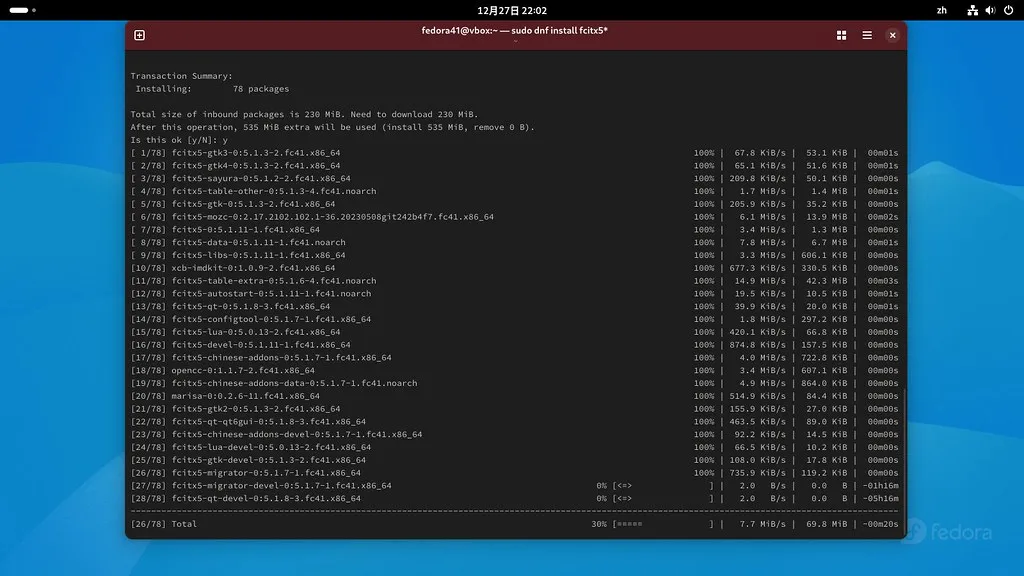 12月27日 22:02
zh
fedora41@vbox:~ — sudo dnf install fcitx5*
Transaction Summary:
 Installing:        78 packages
Total size of inbound packages is 230 MiB. Need to download 230 MiB.
After this operation, 535 MiB extra will be used (install 535 MiB, remove 0 B).
Is this ok [y/N]: y
[ 1/78] fcitx5-gtk3-0:5.1.3-2.fc41.x86_64 100% | 67.8 KiB/s | 53.1 KiB | 00m01s
[ 2/78] fcitx5-gtk4-0:5.1.3-2.fc41.x86_64 100% | 65.1 KiB/s | 51.6 KiB | 00m01s
[ 3/78] fcitx5-sayura-0:5.1.2-2.fc41.x86_64 100% | 209.8 KiB/s | 50.1 KiB | 00m00s
[ 4/78] fcitx5-table-other-0:5.1.3-4.fc41.noarch 100% | 1.7 MiB/s | 1.4 MiB | 00m01s
[ 5/78] fcitx5-gtk-0:5.1.3-2.fc41.x86_64 100% | 205.9 KiB/s | 35.2 KiB | 00m00s
[ 6/78] fcitx5-mozc-0:2.17.2102.102.1-36.20230508git242b4f7.fc41.x86_64 100% | 6.1 MiB/s | 13.9 MiB | 00m02s
[ 7/78] fcitx5-0:5.1.11-1.fc41.x86_64 100% | 3.4 MiB/s | 1.3 MiB | 00m00s
[ 8/78] fcitx5-data-0:5.1.11-1.fc41.noarch 100% | 7.8 MiB/s | 6.7 MiB | 00m01s
[ 9/78] fcitx5-libs-0:5.1.11-1.fc41.x86_64 100% | 3.3 MiB/s | 606.1 KiB | 00m00s
[10/78] xcb-imdkit-0:1.0.9-2.fc41.x86_64 100% | 677.3 KiB/s | 330.5 KiB | 00m00s
[11/78] fcitx5-table-extra-0:5.1.6-4.fc41.noarch 100% | 14.9 MiB/s | 42.3 MiB | 00m03s
[12/78] fcitx5-autostart-0:5.1.11-1.fc41.noarch 100% | 19.5 KiB/s | 10.5 KiB | 00m01s
[13/78] fcitx5-qt-0:5.1.8-3.fc41.x86_64 100% | 39.9 KiB/s | 20.0 KiB | 00m01s
[14/78] fcitx5-configtool-0:5.1.7-1.fc41.x86_64 100% | 1.8 MiB/s | 297.2 KiB | 00m00s
[15/78] fcitx5-lua-0:5.0.13-2.fc41.x86_64 100% | 420.1 KiB/s | 66.8 KiB | 00m00s
[16/78] fcitx5-devel-0:5.1.11-1.fc41.x86_64 100% | 874.8 KiB/s | 157.5 KiB | 00m00s
[17/78] fcitx5-chinese-addons-0:5.1.7-1.fc41.x86_64 100% | 4.0 MiB/s | 722.8 KiB | 00m00s
[18/78] opencc-0:1.1.7-2.fc41.x86_64 100% | 3.4 MiB/s | 607.1 KiB | 00m00s
[19/78] fcitx5-chinese-addons-data-0:5.1.7-1.fc41.noarch 100% | 4.9 MiB/s | 864.0 KiB | 00m00s
[20/78] marisa-0:0.2.6-11.fc41.x86_64 100% | 514.9 KiB/s | 84.4 KiB | 00m00s
[21/78] fcitx5-gtk2-0:5.1.3-2.fc41.x86_64 100% | 155.9 KiB/s | 27.0 KiB | 00m00s
[22/78] fcitx5-qt-qt6gui-0:5.1.8-3.fc41.x86_64 100% | 463.5 KiB/s | 89.0 KiB | 00m00s
[23/78] fcitx5-chinese-addons-devel-0:5.1.7-1.fc41.x86_64 100% | 92.2 KiB/s | 14.5 KiB | 00m00s
[24/78] fcitx5-lua-devel-0:5.0.13-2.fc41.x86_64 100% | 66.5 KiB/s | 10.2 KiB | 00m00s
[25/78] fcitx5-gtk-devel-0:5.1.3-2.fc41.x86_64 100% | 108.0 KiB/s | 17.8 KiB | 00m00s
[26/78] fcitx5-migrator-0:5.1.7-1.fc41.x86_64 100% | 735.9 KiB/s | 119.2 KiB | 00m00s
[27/78] fcitx5-migrator-devel-0:5.1.7-1.fc41.x86_64 0% [<=> ] | 2.0 B/s | 0.0 B | -01h16m
[28/78] fcitx5-qt-devel-0:5.1.8-3.fc41.x86_64 0% [<=> ] | 2.0 B/s | 0.0 B | -05h16m
--------------------------------------------------------------------------------
[26/78] Total 30% [===== ] | 7.7 MiB/s | 69.8 MiB | -00m20s
fedora